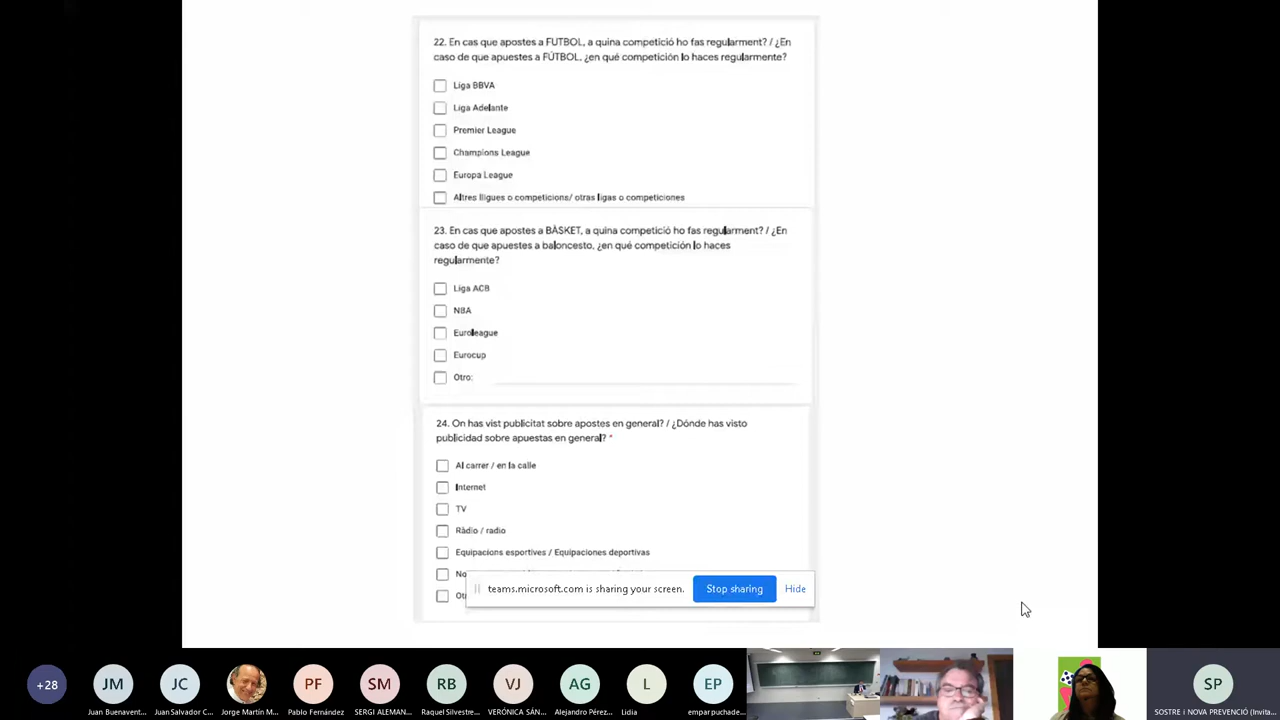 22. En cas que apostes a FUTBOL, a quina competició ho fas regularment? / ¿En
caso de que apuestes a FÚTBOL, ¿en qué competición lo haces regularmente?
Liga BBVA
Liga Adelante
Premier League
Champions League
Europa League
Altres lligues o competicions/ otras ligas o competiciones
23. En cas que apostes a BÀSKET, a quina competició ho fas regularment? / ¿En
caso de que apuestes a baloncesto, ¿en qué competición lo haces
regularmente?
Liga ACB
NBA
Euroleague
Eurocup
Otro:
24. On has vist publicitat sobre apostes en general? / ¿Dónde has visto
publicidad sobre apuestas en general? *
Al carrer / en la calle
Internet
TV
Ràdio / radio
Equipacions esportives / Equipaciones deportivas
No
teams.microsoft.com is sharing your screen.
Stop sharing
Hide
+28
JM
JC
PF
SM
RB
VJ
AG
L
EP
SP
Juan Buenavent...
Juan Salvador C...
Jorge Martín M...
Pablo Fernández
SERGI ALEMAN...
Raquel Silvestre...
VERÓNICA SÁN...
Alejandro Pérez...
Lidia
empar puchade...
SOSTRE i NOVA PREVENCIÓ (Invita...